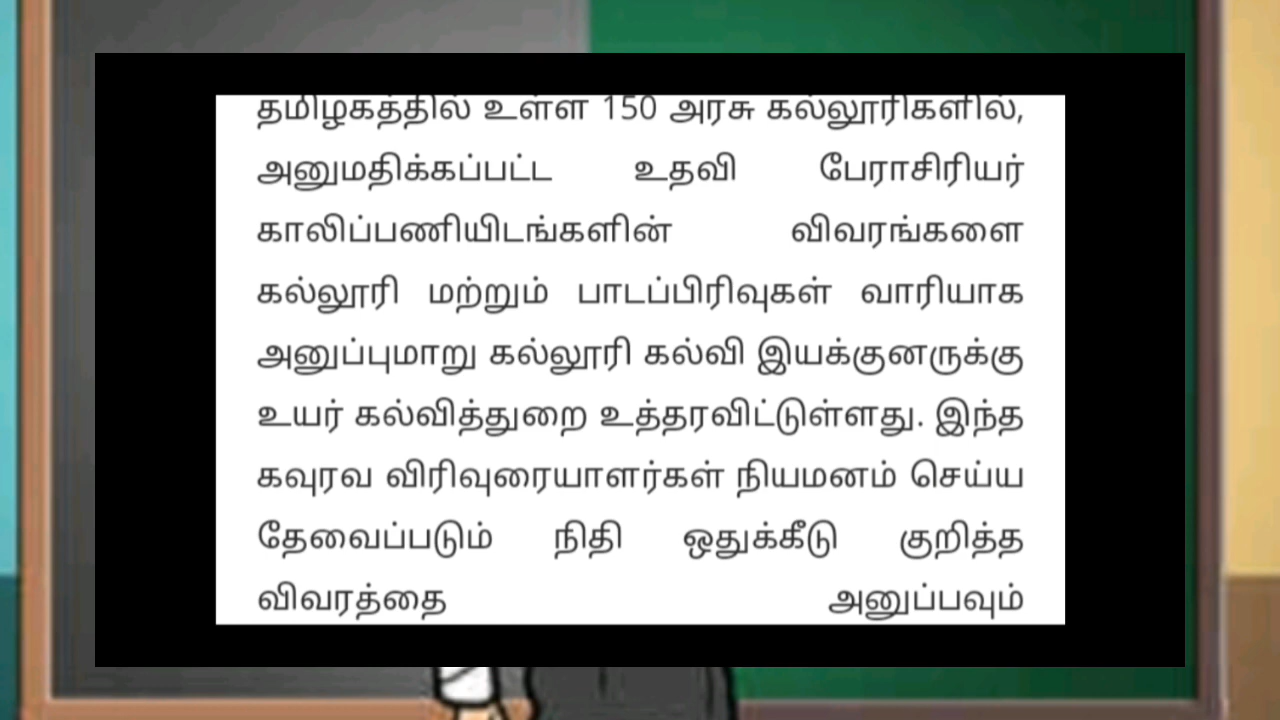 தமிழகத்தில் உள்ள 150 அரசு கல்லூரிகளில்,
அனுமதிக்கப்பட்ட உதவி பேராசிரியர்
காலிப்பணியிடங்களின் விவரங்களை
கல்லூரி மற்றும் பாடப்பிரிவுகள் வாரியாக
அனுப்புமாறு கல்லூரி கல்வி இயக்குனருக்கு
உயர் கல்வித்துறை உத்தரவிட்டுள்ளது. இந்த
கவுரவ விரிவுரையாளர்கள் நியமனம் செய்ய
தேவைப்படும் நிதி ஒதுக்கீடு குறித்த
விவரத்தை அனுப்பவும்